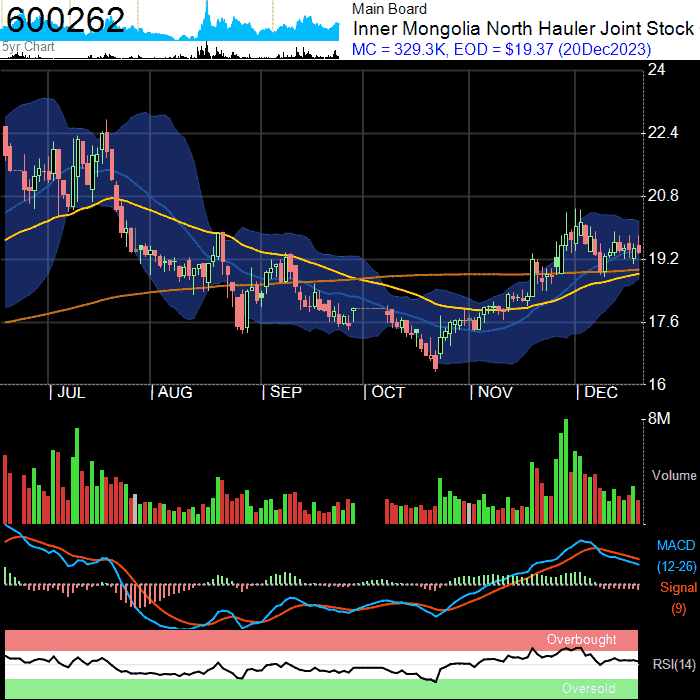 600262
5yr Chart
Main Board
Inner Mongolia North Hauler Joint Stock
MC = 329.3K, EOD = $19.37 (20Dec2023)
24
22.4
20.8
19.2
17.6
16
JUL
AUG
SEP
OCT
NOV
DEC
8M
Volume
MACD
(12-26)
Signal
(9)
Overbought
RSI(14)
Oversold